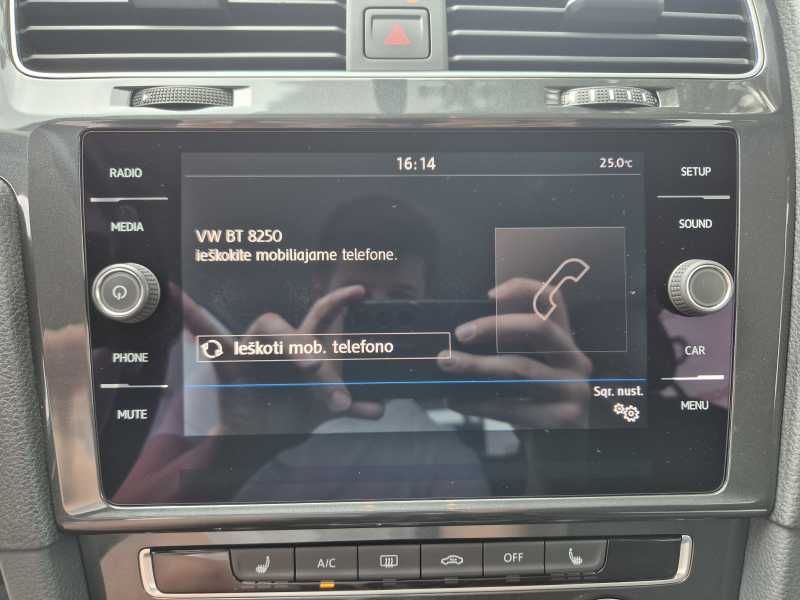 16:14
25.0°C
RADIO
MEDIA
PHONE
MUTE
SETUP
SOUND
CAR
MENU
VW BT 8250
ieškokite mobiliajame telefone.
Ieškoti mob. telefono
Sqr. nust.
A/C
OFF